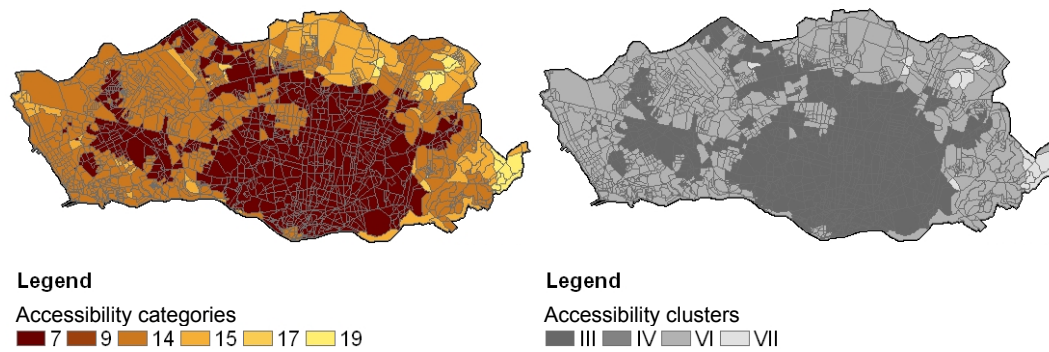 Legend
Accessibility categories
7 9 14 15 17 19
Legend
Accessibility clusters
III IV VI VII